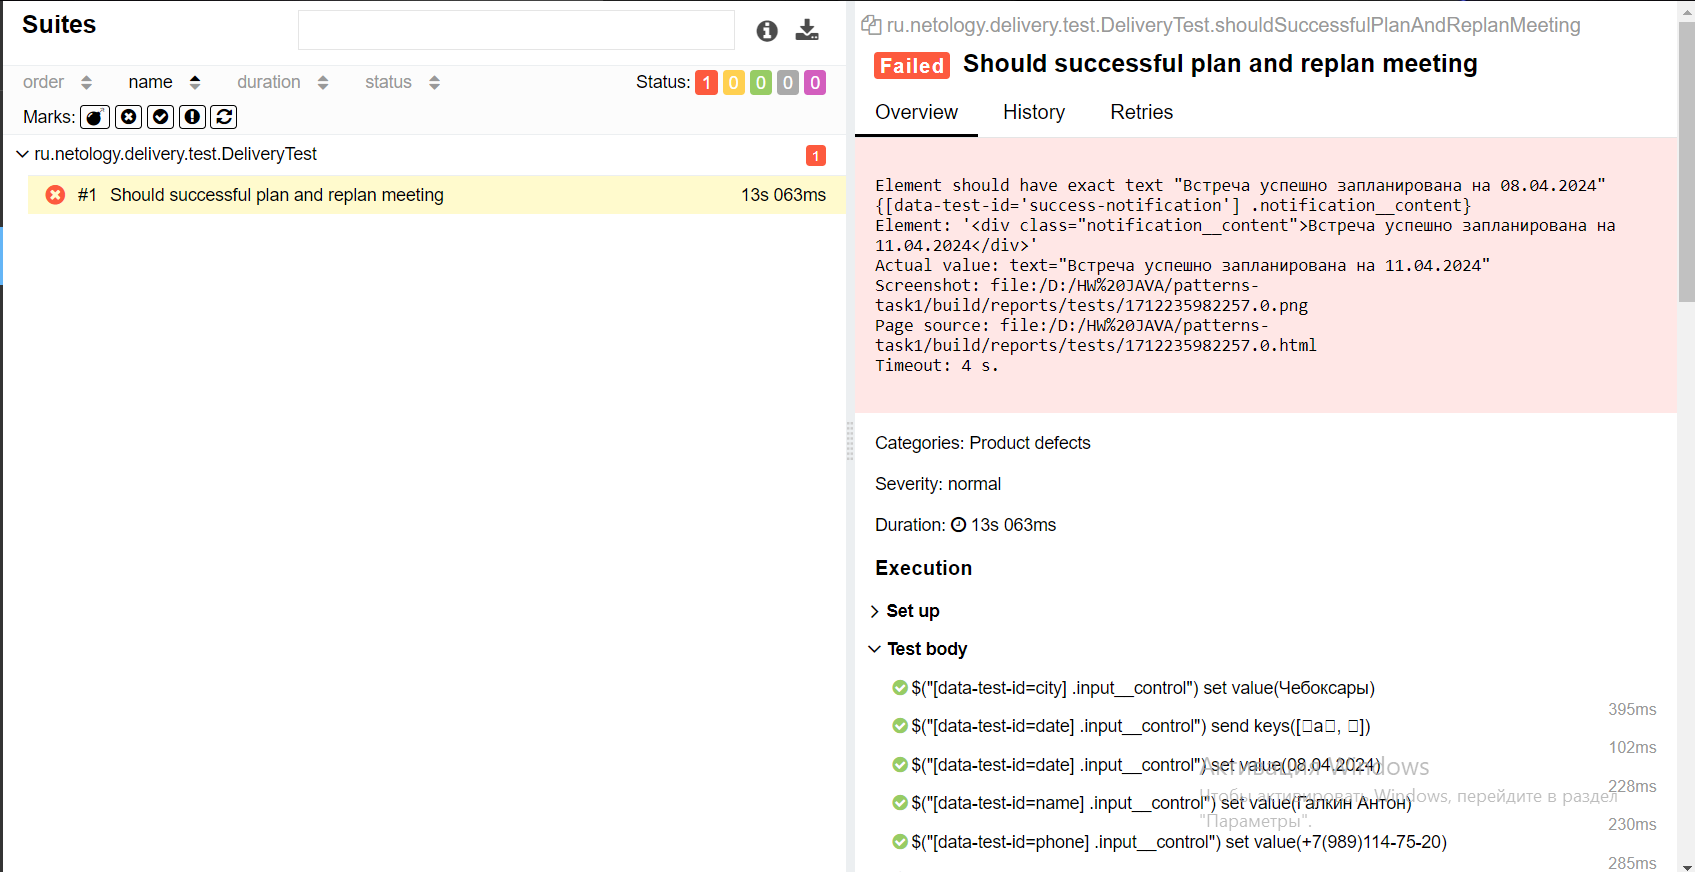 Suites
order name duration status Status: 1 0 0 0 0
Marks:
ru.netology.delivery.test.DeliveryTest 1
#1 Should successful plan and replan meeting 13s 063ms
ru.netology.delivery.test.DeliveryTest.shouldSuccessfulPlanAndReplanMeeting
Failed Should successful plan and replan meeting
Overview History Retries
Element should have exact text "Встреча успешно запланирована на 08.04.2024"
{[data-test-id='success-notification'] .notification__content}
Element: '<div class="notification__content">Встреча успешно запланирована на
11.04.2024</div>'
Actual value: text="Встреча успешно запланирована на 11.04.2024"
Screenshot: file:/D:/HW%20JAVA/patterns-
task1/build/reports/tests/1712235982257.0.png
Page source: file:/D:/HW%20JAVA/patterns-
task1/build/reports/tests/1712235982257.0.html
Timeout: 4 s.
Categories: Product defects
Severity: normal
Duration: 13s 063ms
Execution
Set up
Test body
$("[data-test-id=city] .input__control") set value(Чебоксары)
395ms
$("[data-test-id=date] .input__control") send keys([□a□, □])
102ms
$("[data-test-id=date] .input__control") set value(08.04.2024)
228ms
$("[data-test-id=name] .input__control") set value(Галкин Антон)
230ms
$("[data-test-id=phone] .input__control") set value(+7(989)114-75-20)
285ms
Активация Windows
Чтобы активировать Windows, перейдите в раздел
"Параметры".